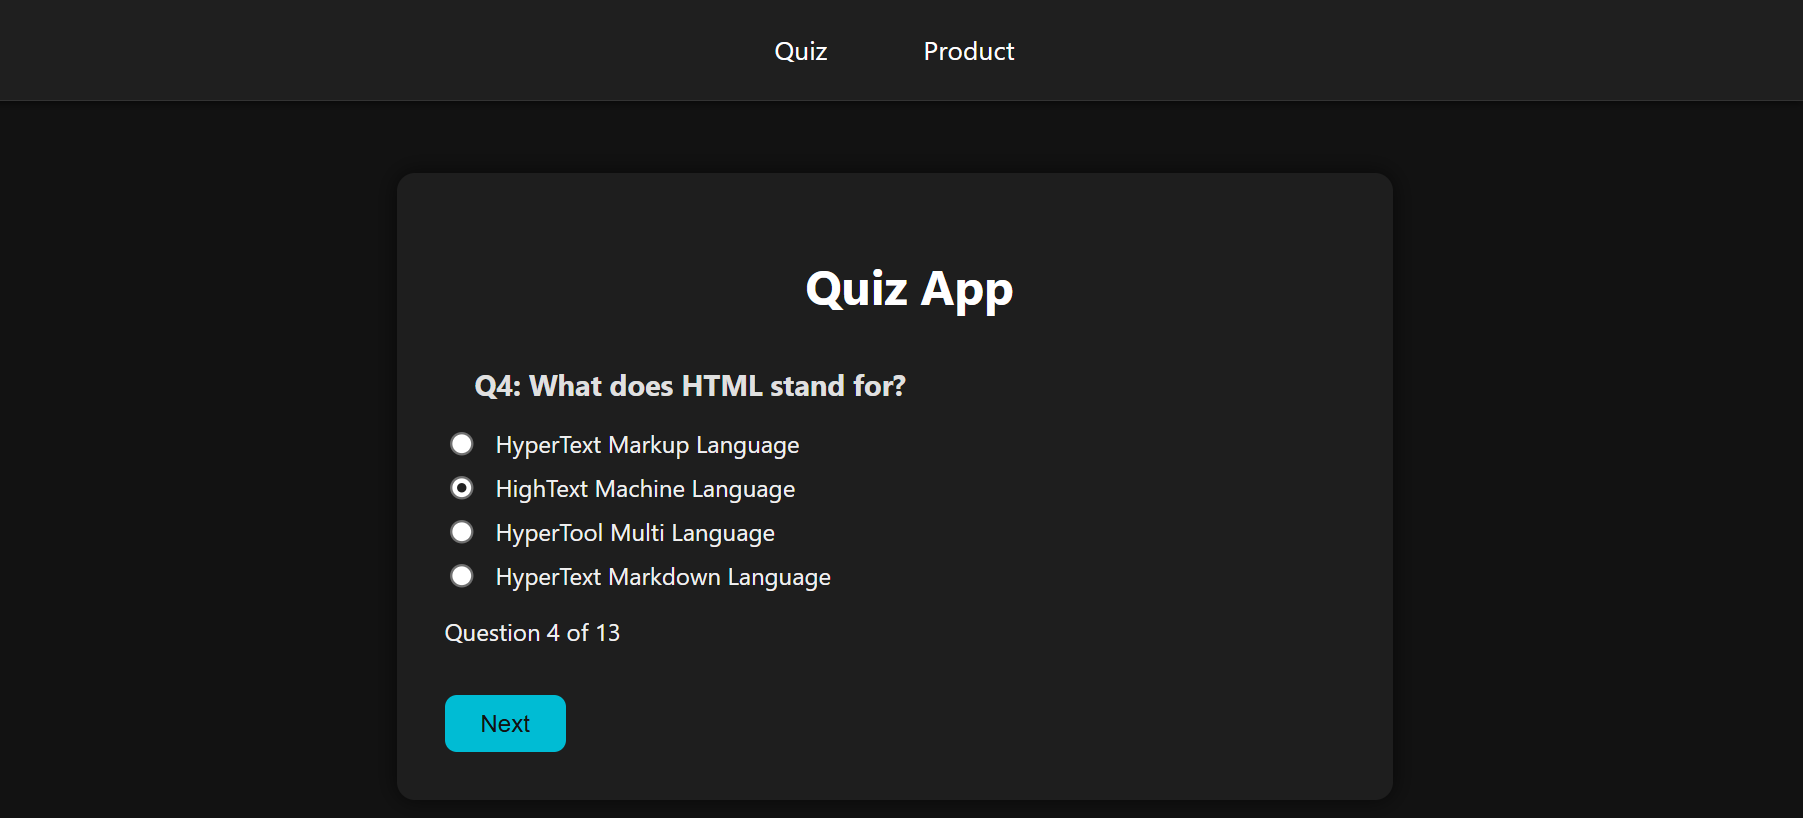 Quiz Product
Quiz App
Q4: What does HTML stand for?
HyperText Markup Language
HighText Machine Language
HyperTool Multi Language
HyperText Markdown Language
Question 4 of 13
Next